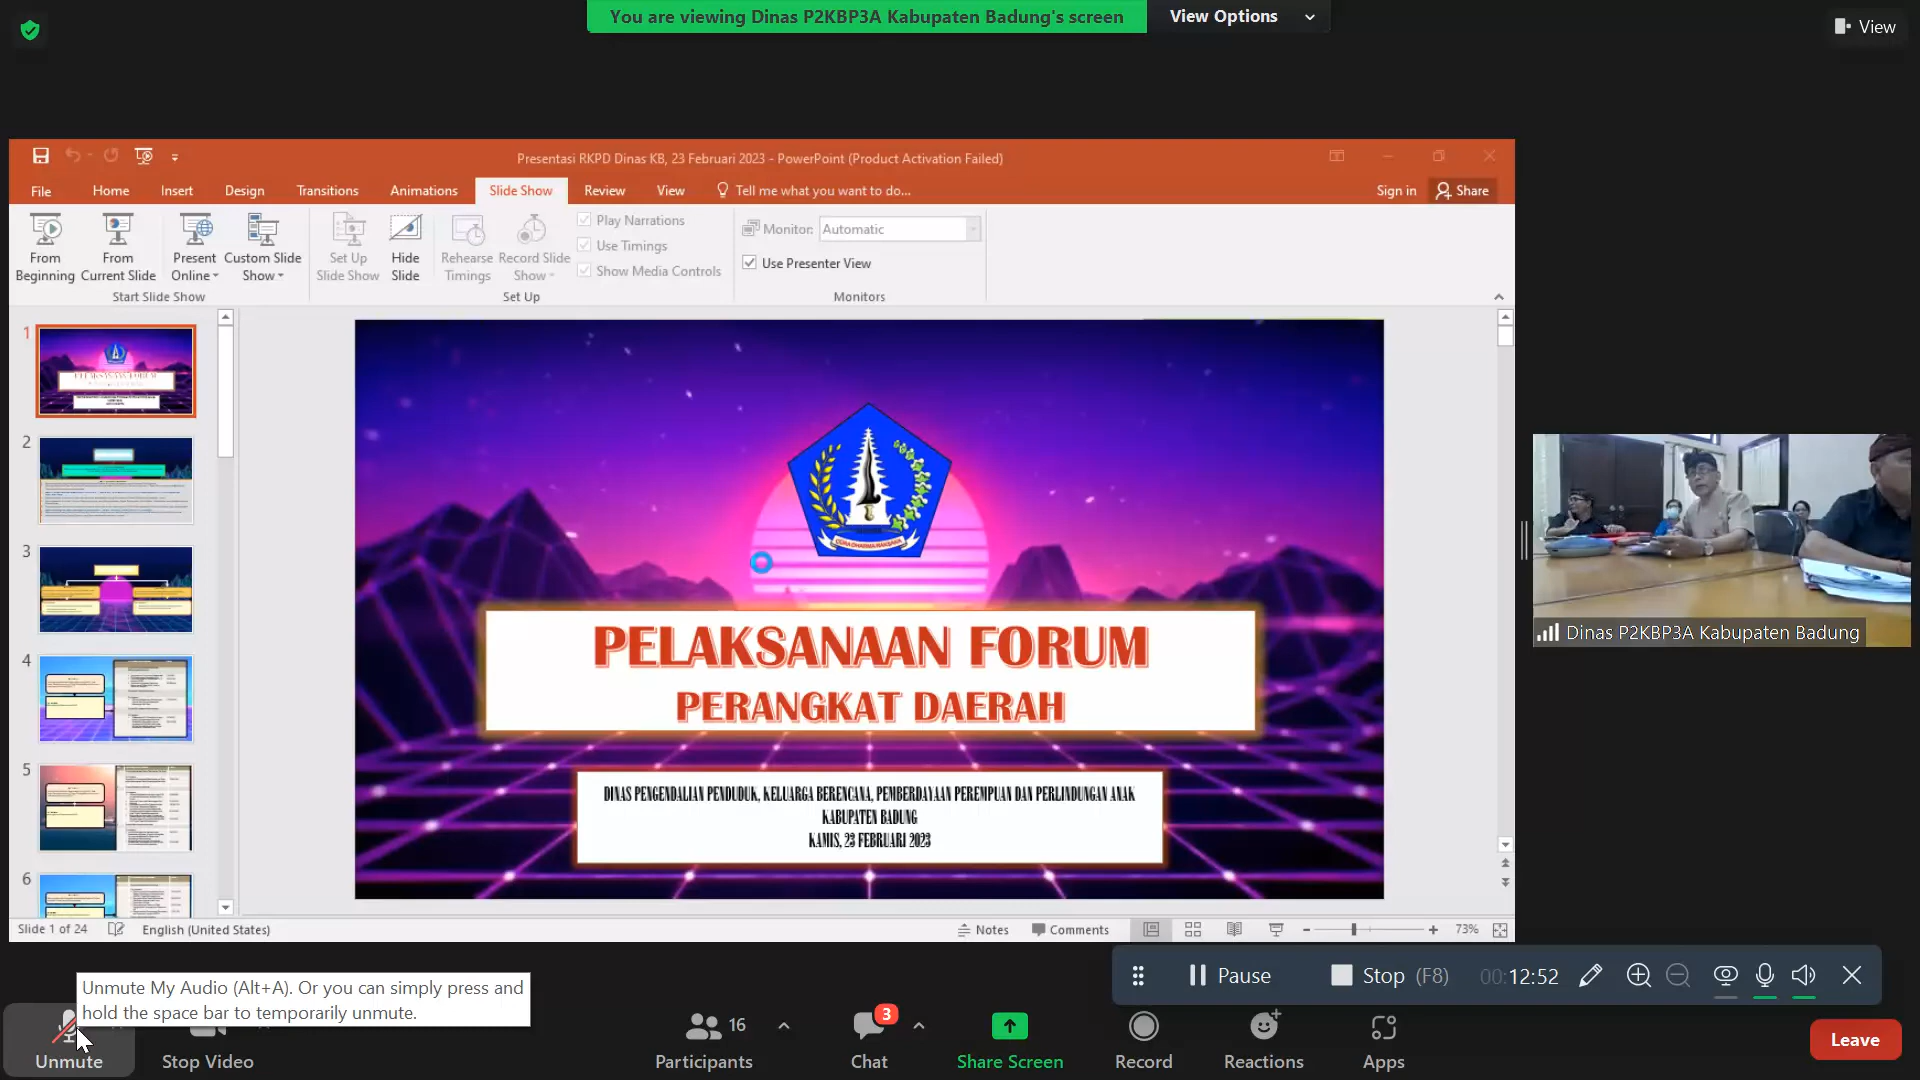 You are viewing Dinas P2KBP3A Kabupaten Badung's screen
View Options
View
Presentasi RKPD Dinas KB, 23 Februari 2023 - PowerPoint (Product Activation Failed)
File Home Insert Design Transitions Animations Slide Show Review View Tell me what you want to do... Sign in Share
From Beginning
From Current Slide
Present Online
Custom Slide Show
Set Up Slide Show
Hide Slide
Rehearse Timings
Record Slide Show
Play Narrations
Use Timings
Show Media Controls
Monitor: Automatic
Use Presenter View
Start Slide Show
Set Up
Monitors
1
2
3
4
5
6
PELAKSANAAN FORUM
PERANGKAT DAERAH
DINAS PENGENDALIAN PENDUDUK, KELUARGA BERENCANA, PEMBERDAYAAN PEREMPUAN DAN PERLINDUNGAN ANAK
KABUPATEN BADUNG
KAMIS, 23 FEBRUARI 2023
Dinas P2KBP3A Kabupaten Badung
Slide 1 of 24
English (United States)
Notes
Comments
73%
Pause
Stop (F8)
00:12:52
Unmute My Audio (Alt+A). Or you can simply press and
hold the space bar to temporarily unmute.
Unmute
Stop Video
16
Participants
3
Chat
Share Screen
Record
Reactions
Apps
Leave